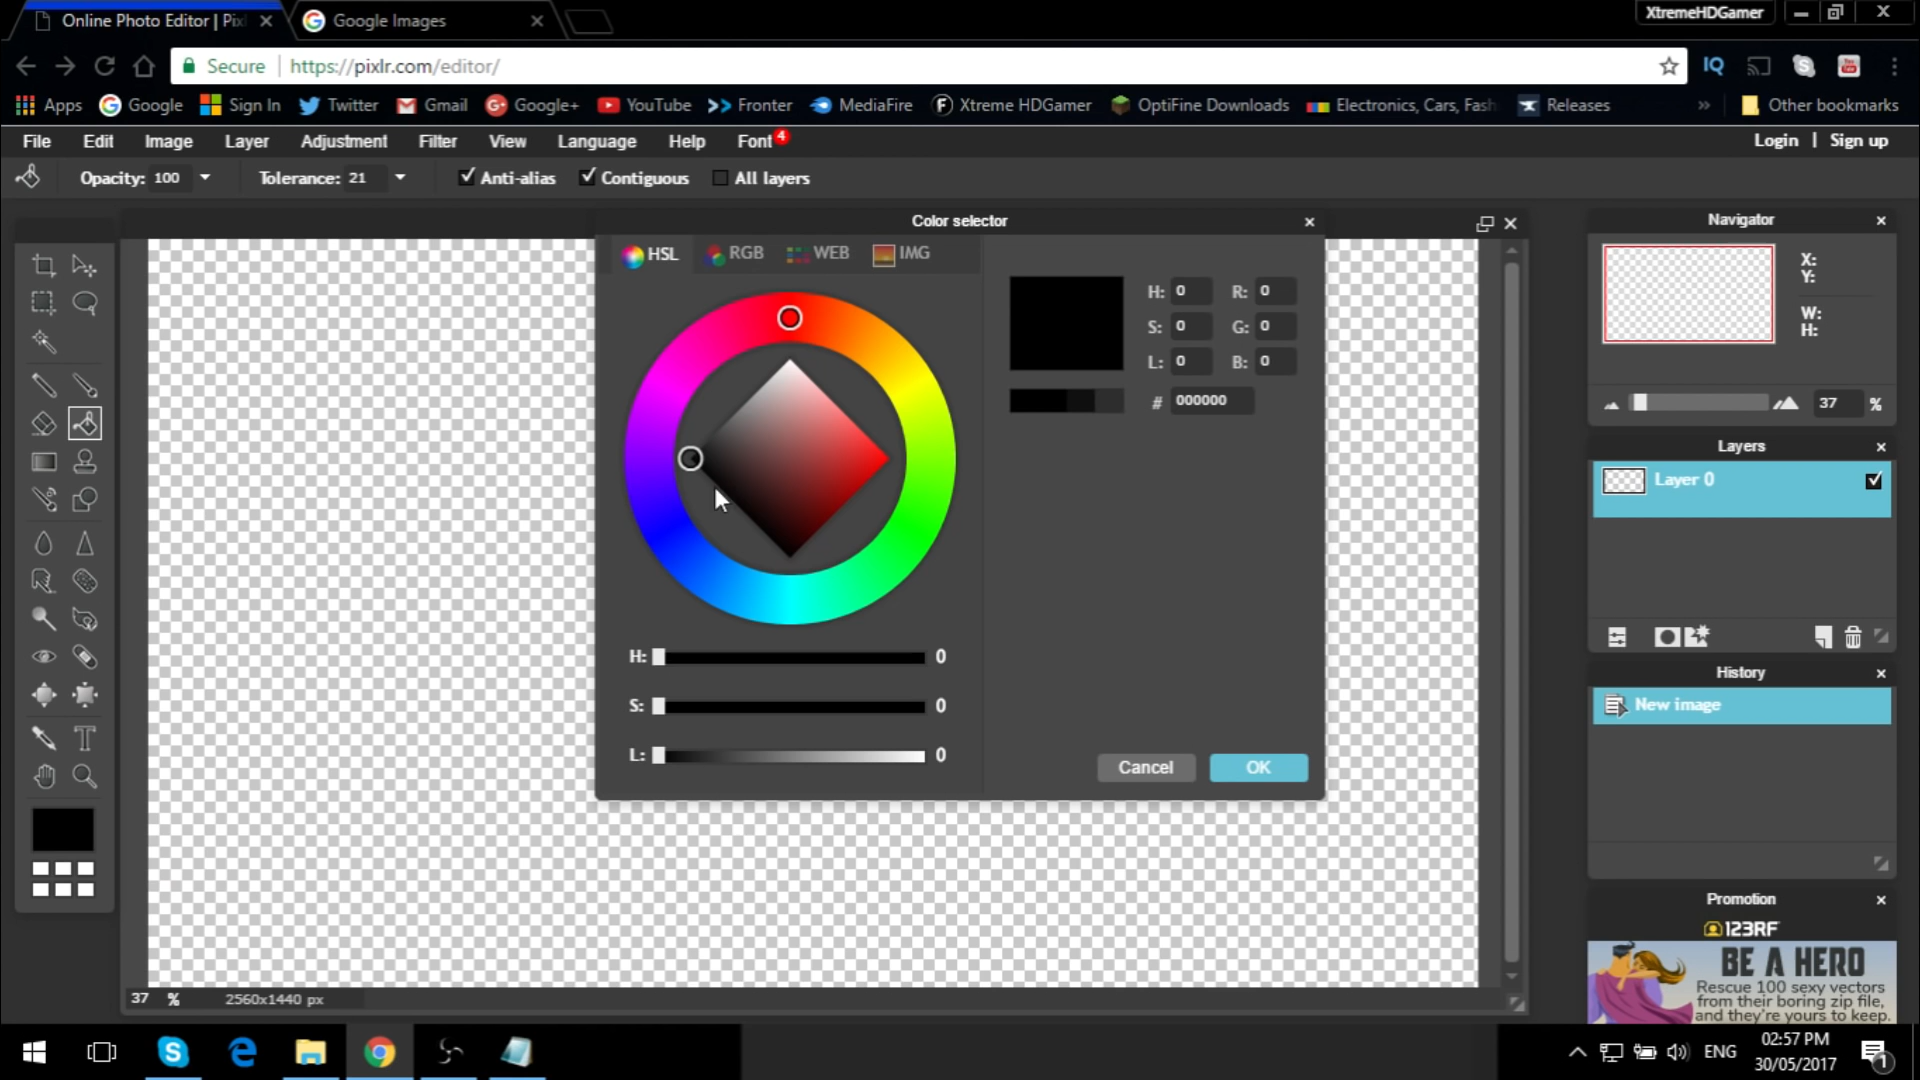 Online Photo Editor | Pixl
Google Images
XtremeHDGamer
Secure
https://pixlr.com/editor/
IQ
Apps
Google
Sign In
Twitter
Gmail
Google+
YouTube
Fronter
MediaFire
Xtreme HDGamer
OptiFine Downloads
Electronics, Cars, Fash
Releases
»
Other bookmarks
File
Edit
Image
Layer
Adjustment
Filter
View
Language
Help
Font
4
Login | Sign up
Opacity: 100
Tolerance: 21
Anti-alias
Contiguous
All layers
Color selector
HSL
RGB
WEB
IMG
H: 0
R: 0
S: 0
G: 0
L: 0
B: 0
# 000000
H: 0
S: 0
L: 0
Cancel
OK
Navigator
X:
Y:
W:
H:
37 %
Layers
Layer 0
History
New image
Promotion
123RF
BE A HERO
Rescue 100 sexy vectors
from their boring zip file,
and they're yours to keep.
37 %
2560x1440 px
ENG
02:57 PM
30/05/2017
1